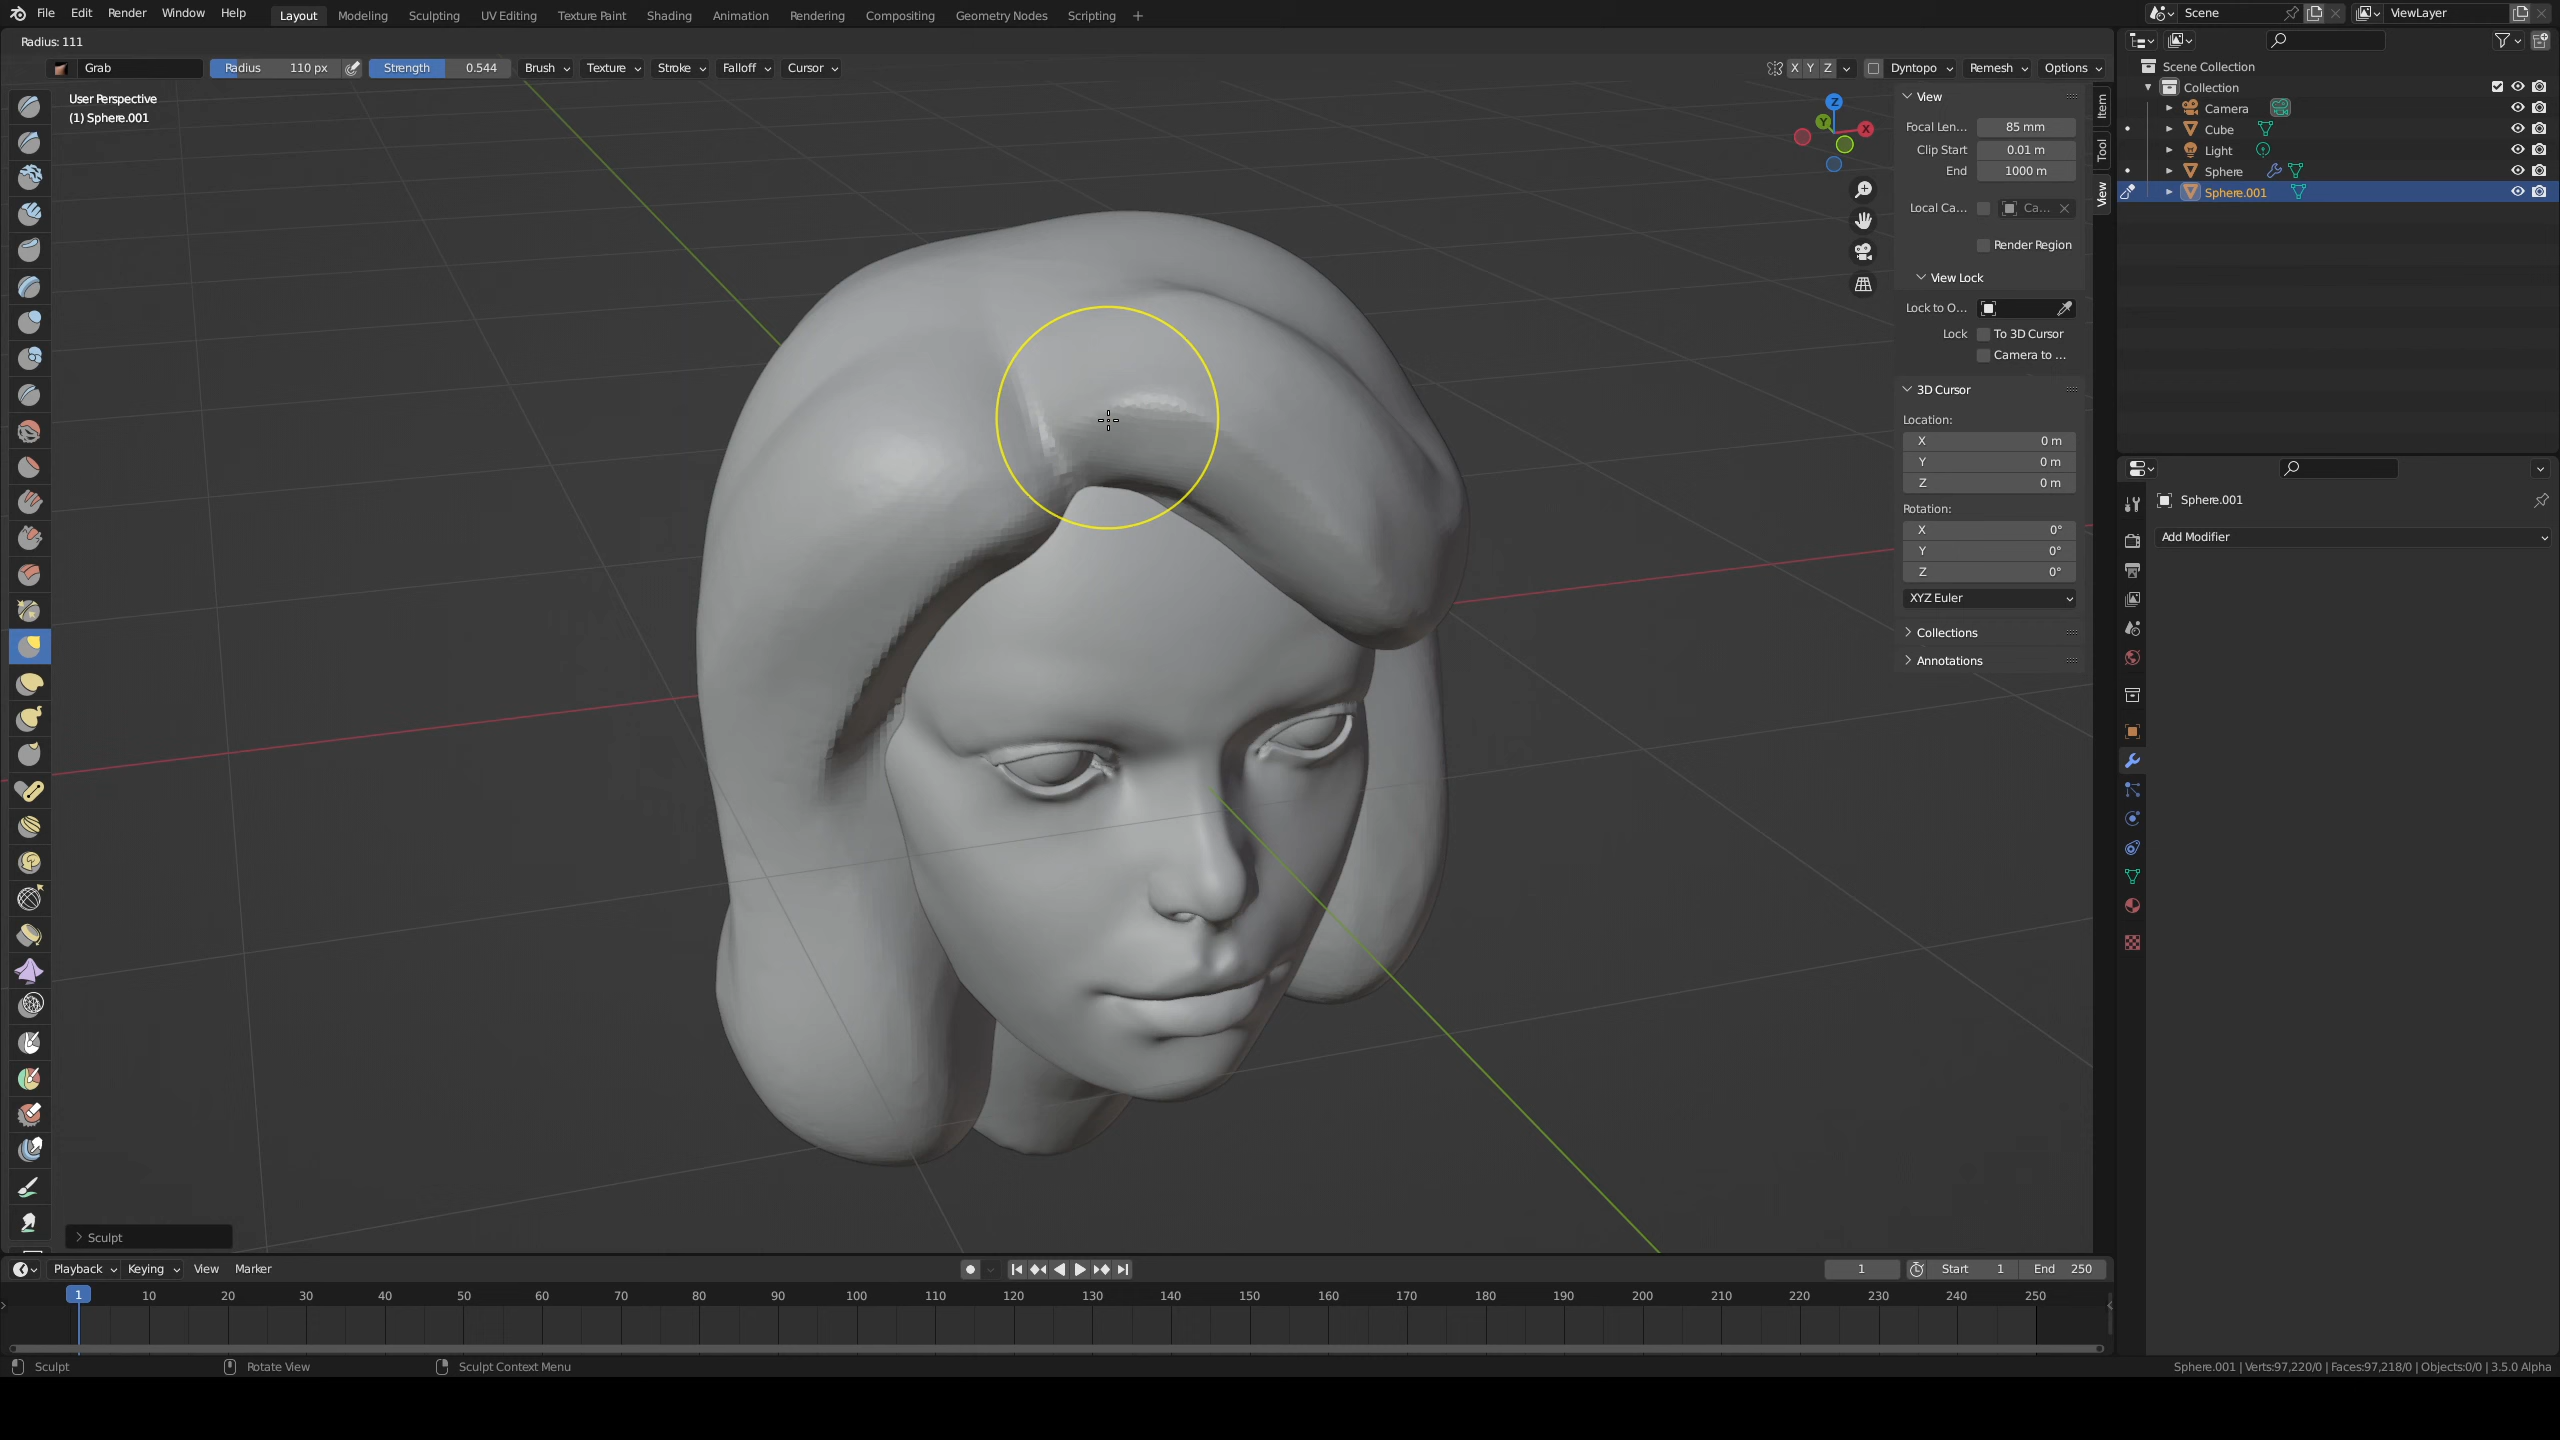 File Edit Render Window Help Layout Modeling Sculpting UV Editing Texture Paint Shading Animation Rendering Compositing Geometry Nodes Scripting + Scene ViewLayer
Radius: 111
Grab Radius 110 px Strength 0.544 Brush Texture Stroke Falloff Cursor X Y Z Dyntopo Remesh Options
User Perspective
(1) Sphere.001
Z
Y
X
View
Focal Len... 85 mm
Clip Start 0.01 m
End 1000 m
Local Ca... Ca...
Render Region
View Lock
Lock to O...
Lock To 3D Cursor
Camera to ...
3D Cursor
Location:
X 0 m
Y 0 m
Z 0 m
Rotation:
X 0°
Y 0°
Z 0°
XYZ Euler
Collections
Annotations
Item
Tool
View
Scene Collection
Collection
Camera
Cube
Light
Sphere
Sphere.001
Sphere.001
Add Modifier
Sculpt
Playback Keying View Marker 1 Start 1 End 250
1 10 20 30 40 50 60 70 80 90 100 110 120 130 140 150 160 170 180 190 200 210 220 230 240 250
Sculpt Rotate View Sculpt Context Menu Sphere.001 | Verts:97,220/0 | Faces:97,218/0 | Objects:0/0 | 3.5.0 Alpha